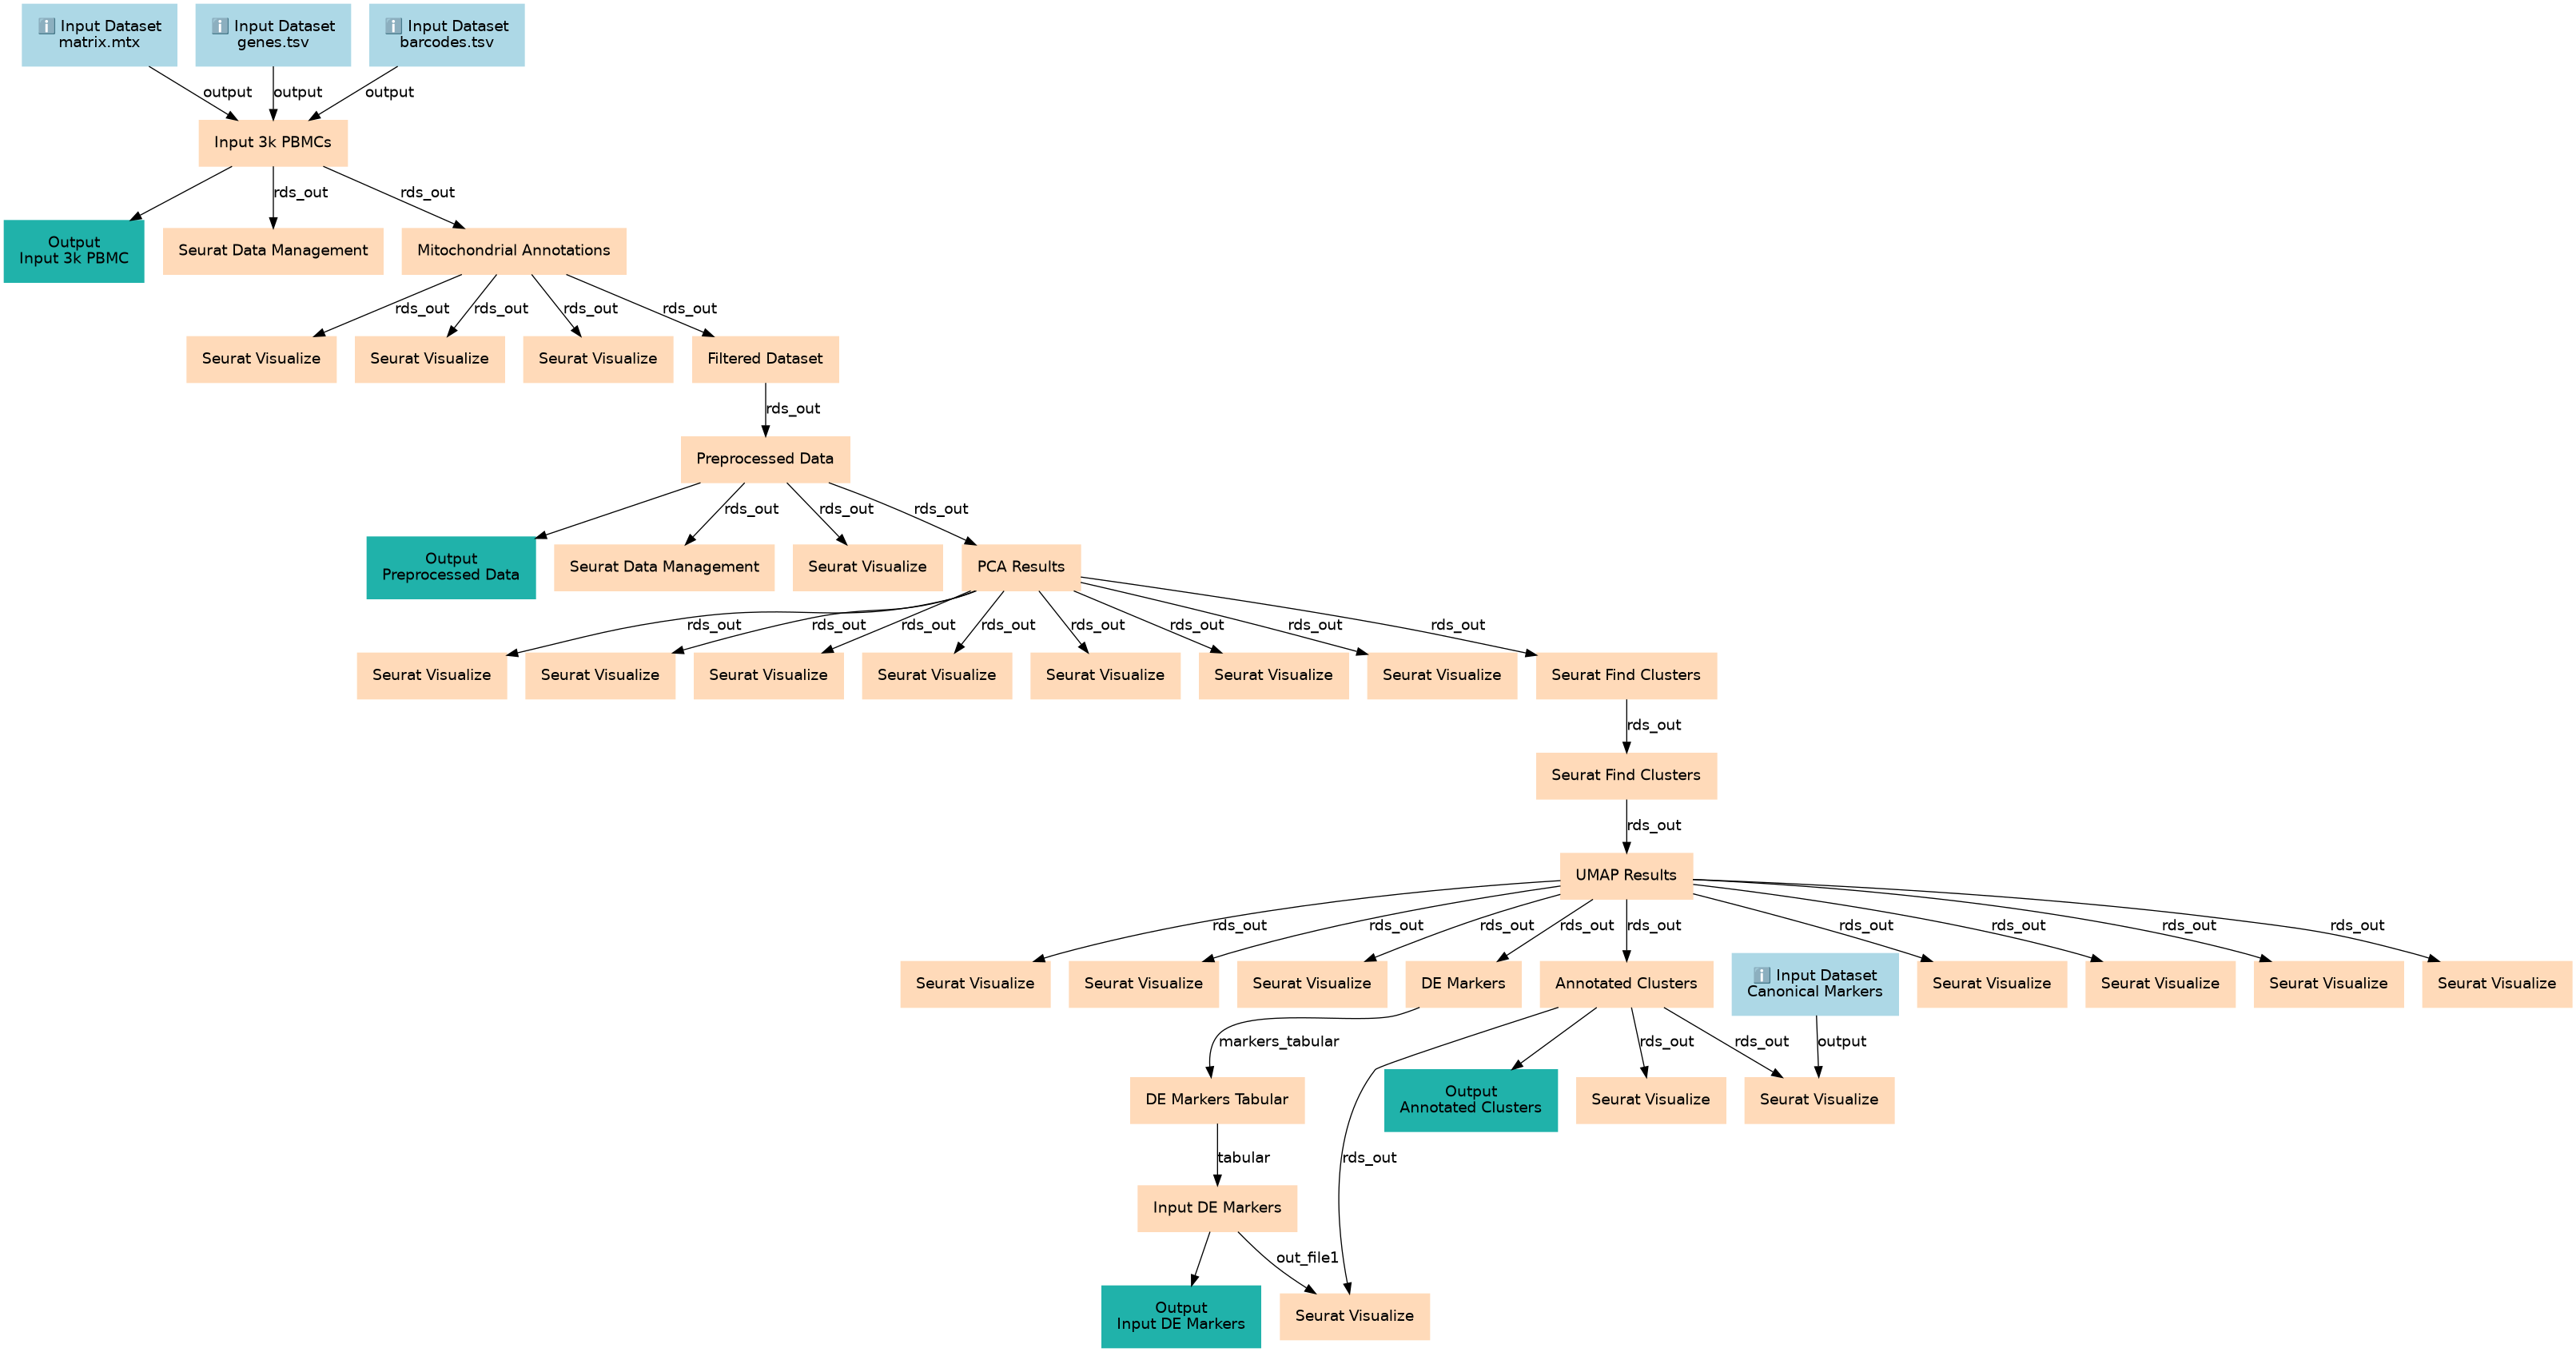 ℹ️ Input Dataset
matrix.mtx
ℹ️ Input Dataset
genes.tsv
ℹ️ Input Dataset
barcodes.tsv
output
output
output
Input 3k PBMCs
rds_out
rds_out
Output
Input 3k PBMC
Seurat Data Management
Mitochondrial Annotations
rds_out
rds_out
rds_out
rds_out
Seurat Visualize
Seurat Visualize
Seurat Visualize
Filtered Dataset
rds_out
Preprocessed Data
rds_out
rds_out
rds_out
Output
Preprocessed Data
Seurat Data Management
Seurat Visualize
PCA Results
rds_out
rds_out
rds_out
rds_out
rds_out
rds_out
rds_out
rds_out
Seurat Visualize
Seurat Visualize
Seurat Visualize
Seurat Visualize
Seurat Visualize
Seurat Visualize
Seurat Visualize
Seurat Find Clusters
rds_out
Seurat Find Clusters
rds_out
UMAP Results
rds_out
rds_out
rds_out
rds_out
rds_out
rds_out
rds_out
rds_out
rds_out
Seurat Visualize
Seurat Visualize
Seurat Visualize
DE Markers
Annotated Clusters
ℹ️ Input Dataset
Canonical Markers
Seurat Visualize
Seurat Visualize
Seurat Visualize
Seurat Visualize
markers_tabular
rds_out
rds_out
output
DE Markers Tabular
Output
Annotated Clusters
Seurat Visualize
Seurat Visualize
tabular
rds_out
Input DE Markers
out_file1
Output
Input DE Markers
Seurat Visualize